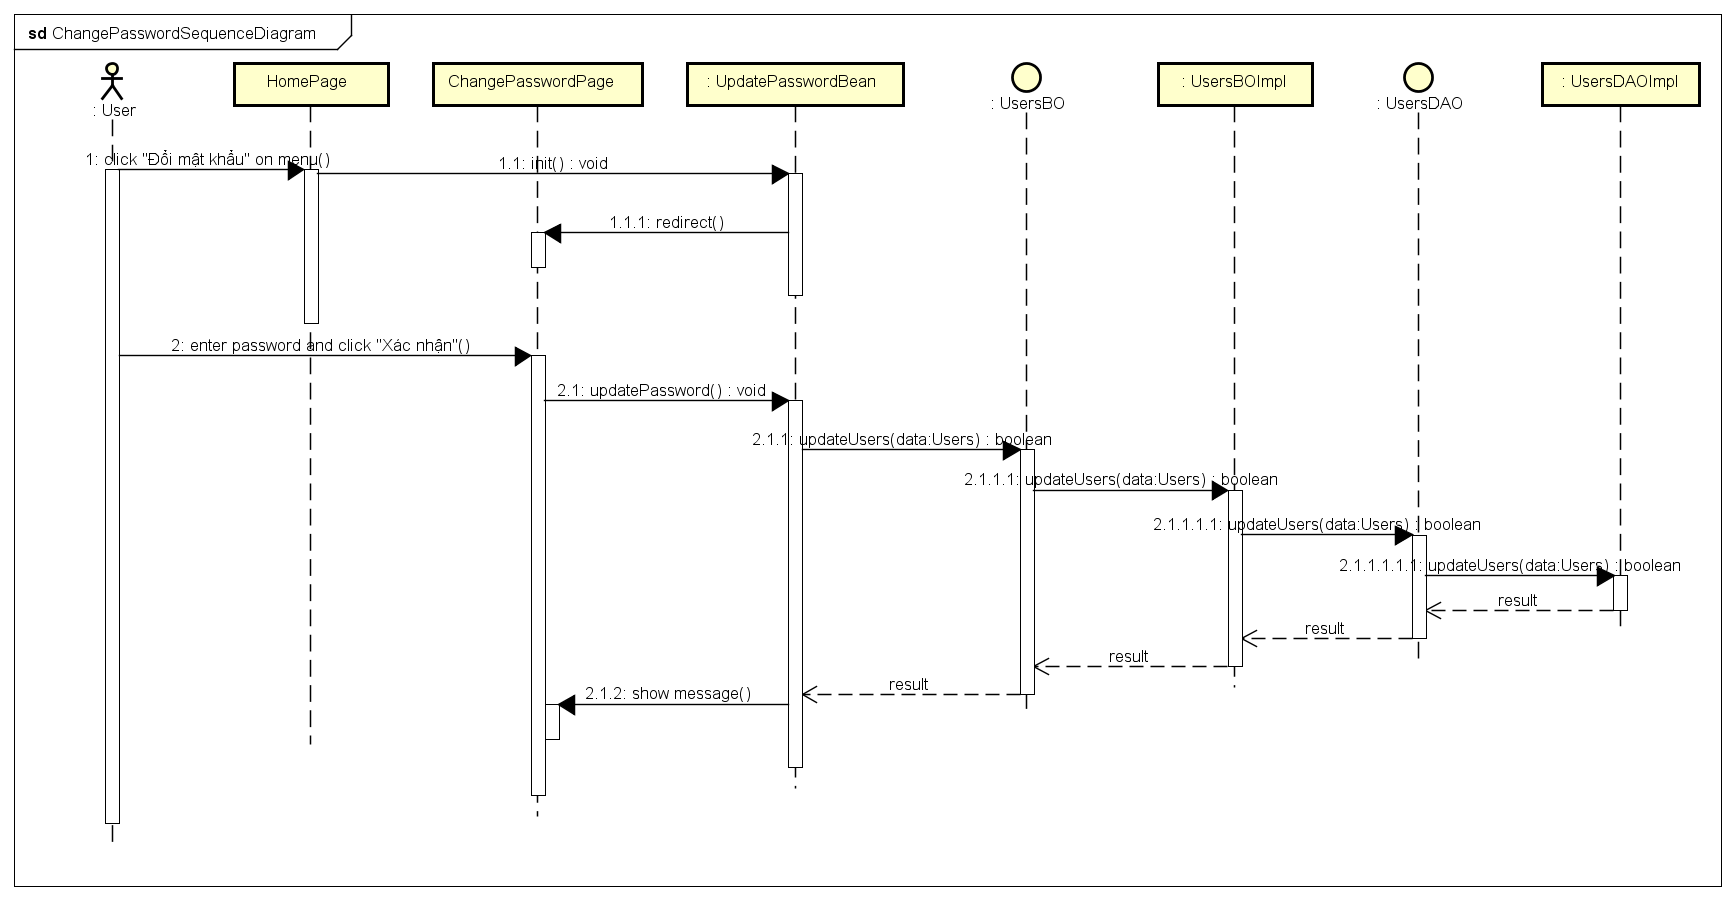 sd ChangePasswordSequenceDiagram
HomePage
ChangePasswordPage
: UpdatePasswordBean
: UsersBOImpl
: UsersDAOImpl
: User
: UsersBO
: UsersDAO
1: click "Đổi mật khẩu" on menu()
1.1: init() : void
1.1.1: redirect()
2: enter password and click "Xác nhận"()
2.1: updatePassword() : void
2.1.1: updateUsers(data:Users) : boolean
2.1.1.1: updateUsers(data:Users) : boolean
2.1.1.1.1: updateUsers(data:Users) : boolean
2.1.1.1.1.1: updateUsers(data:Users) : boolean
result
result
result
result
2.1.2: show message()